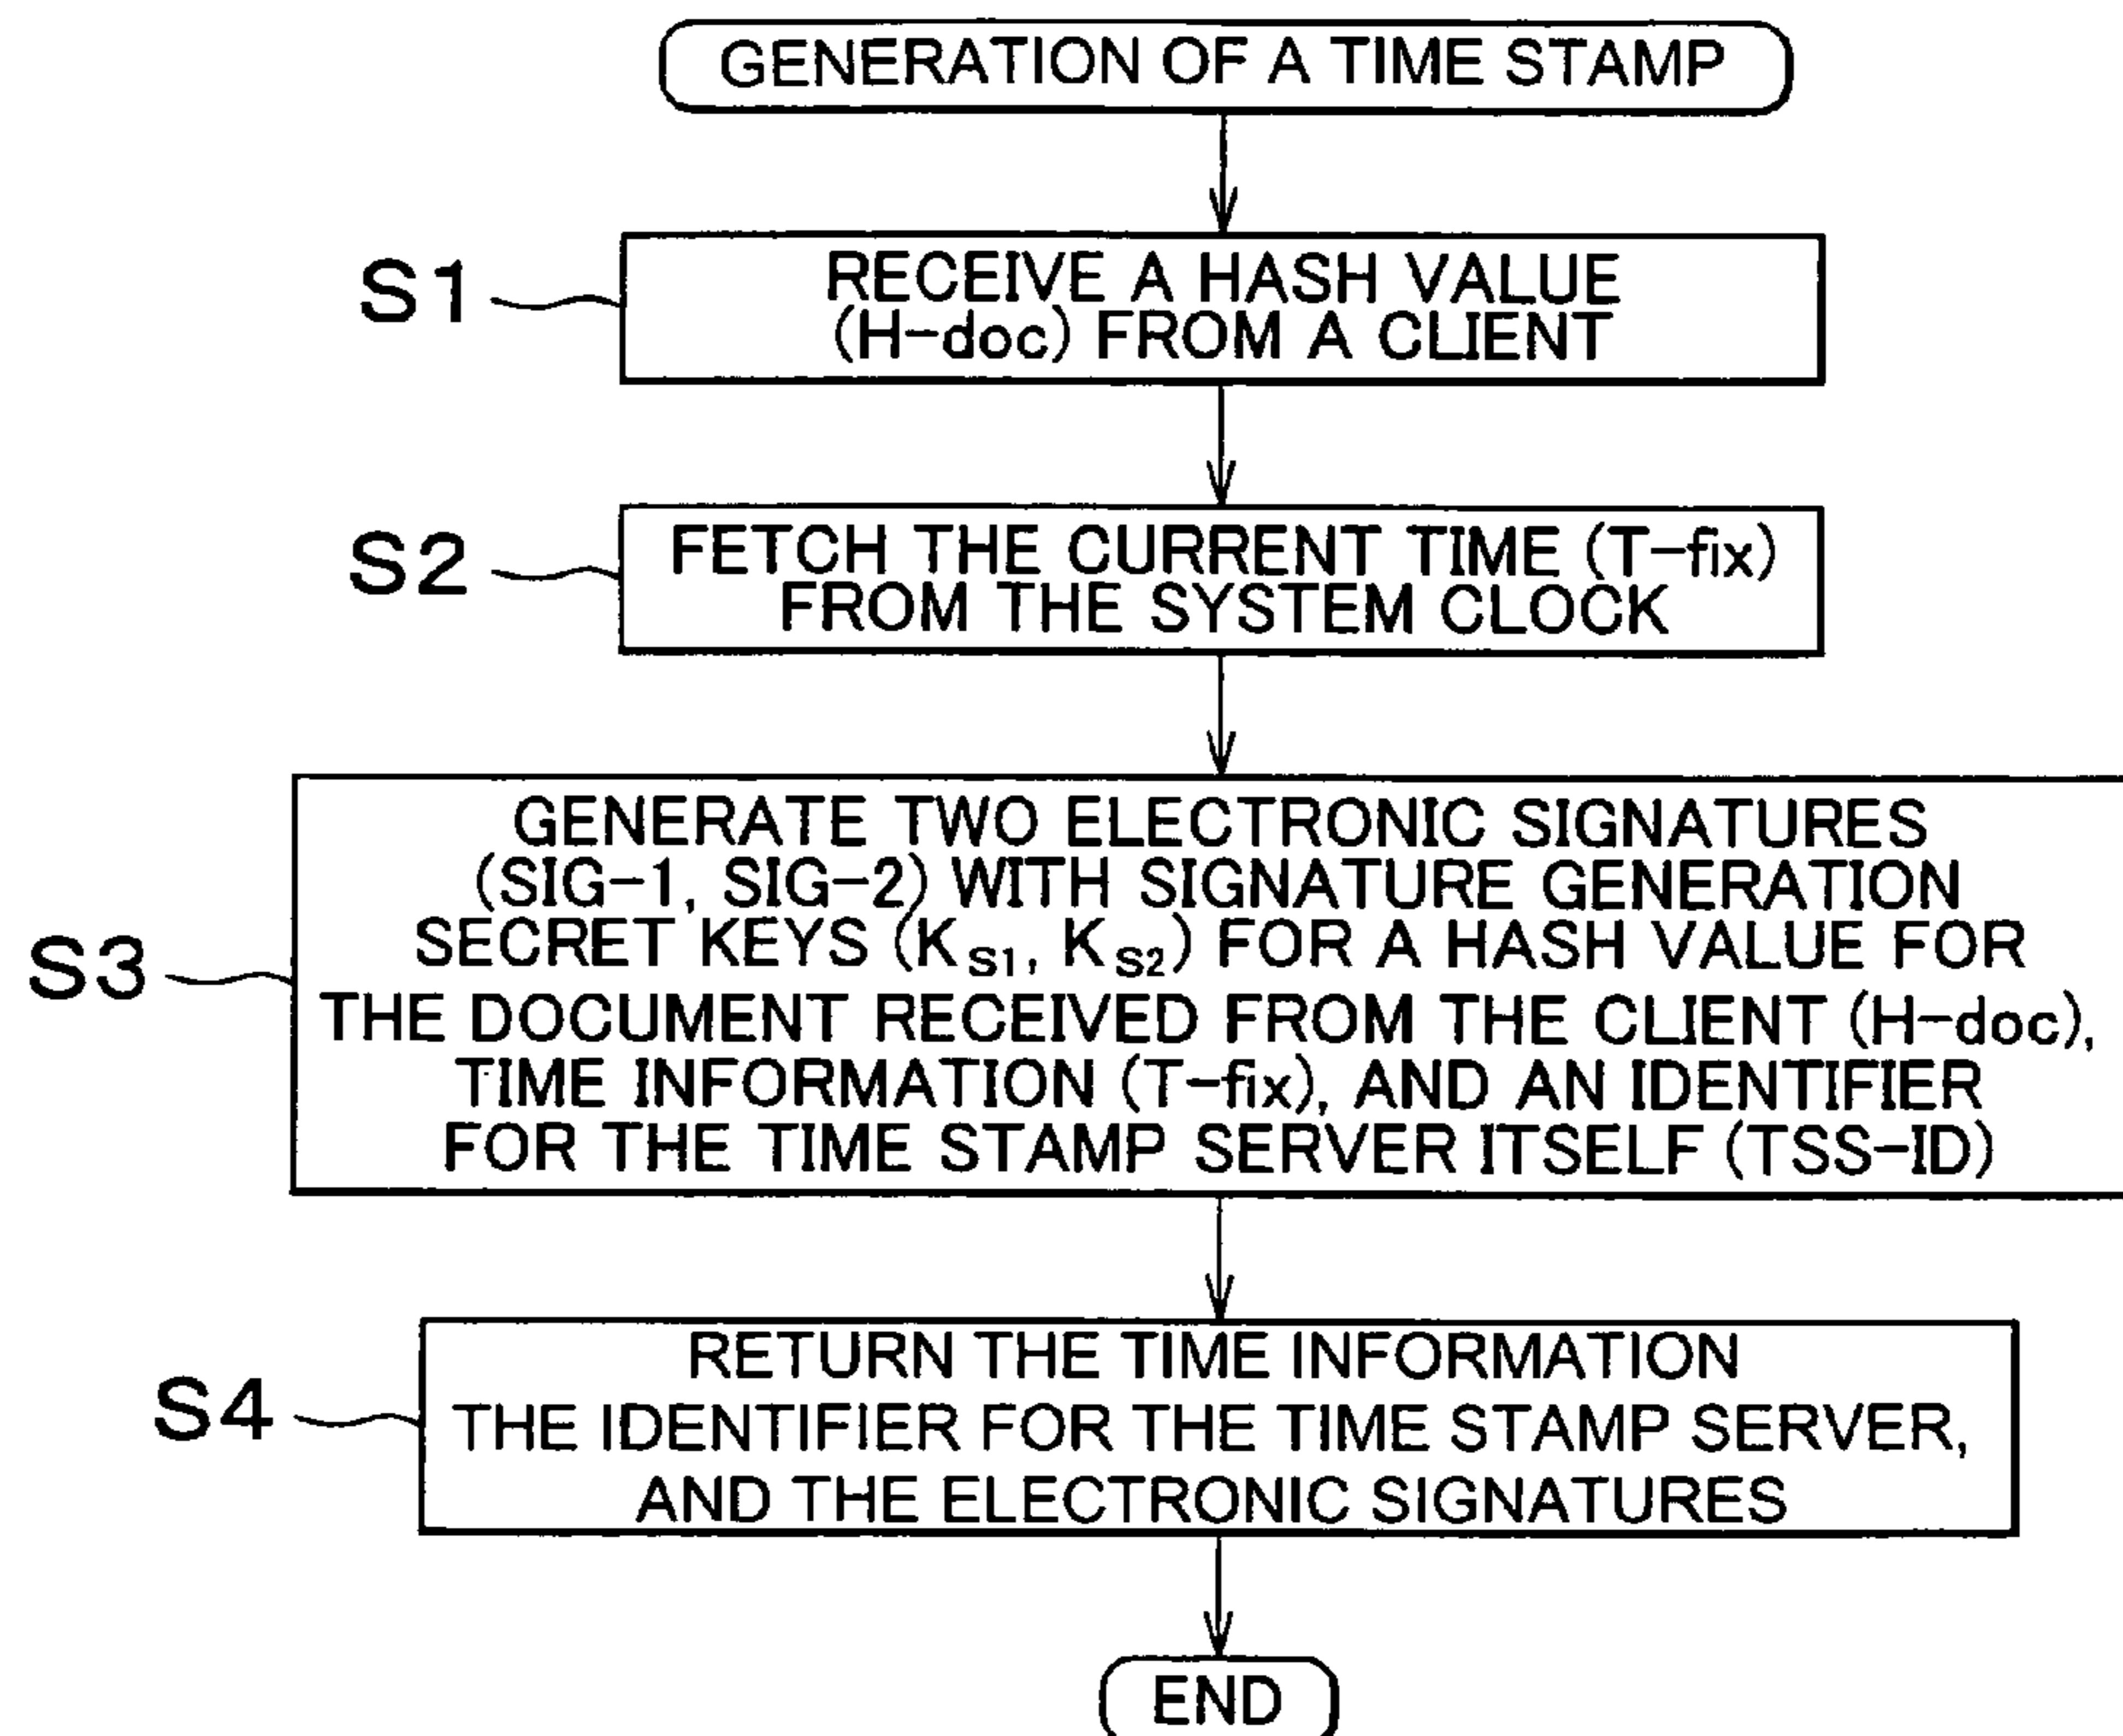 GENERATION OF A TIME STAMP
S1
RECEIVE A HASH VALUE
(H-doc) FROM A CLIENT
S2
FETCH THE CURRENT TIME (T-fix)
FROM THE SYSTEM CLOCK
S3
GENERATE TWO ELECTRONIC SIGNATURES
(SIG-1, SIG-2) WITH SIGNATURE GENERATION
SECRET KEYS (K S1, K S2) FOR A HASH VALUE FOR
THE DOCUMENT RECEIVED FROM THE CLIENT (H-doc),
TIME INFORMATION (T-fix), AND AN IDENTIFIER
FOR THE TIME STAMP SERVER ITSELF (TSS-ID)
S4
RETURN THE TIME INFORMATION
THE IDENTIFIER FOR THE TIME STAMP SERVER,
AND THE ELECTRONIC SIGNATURES
END